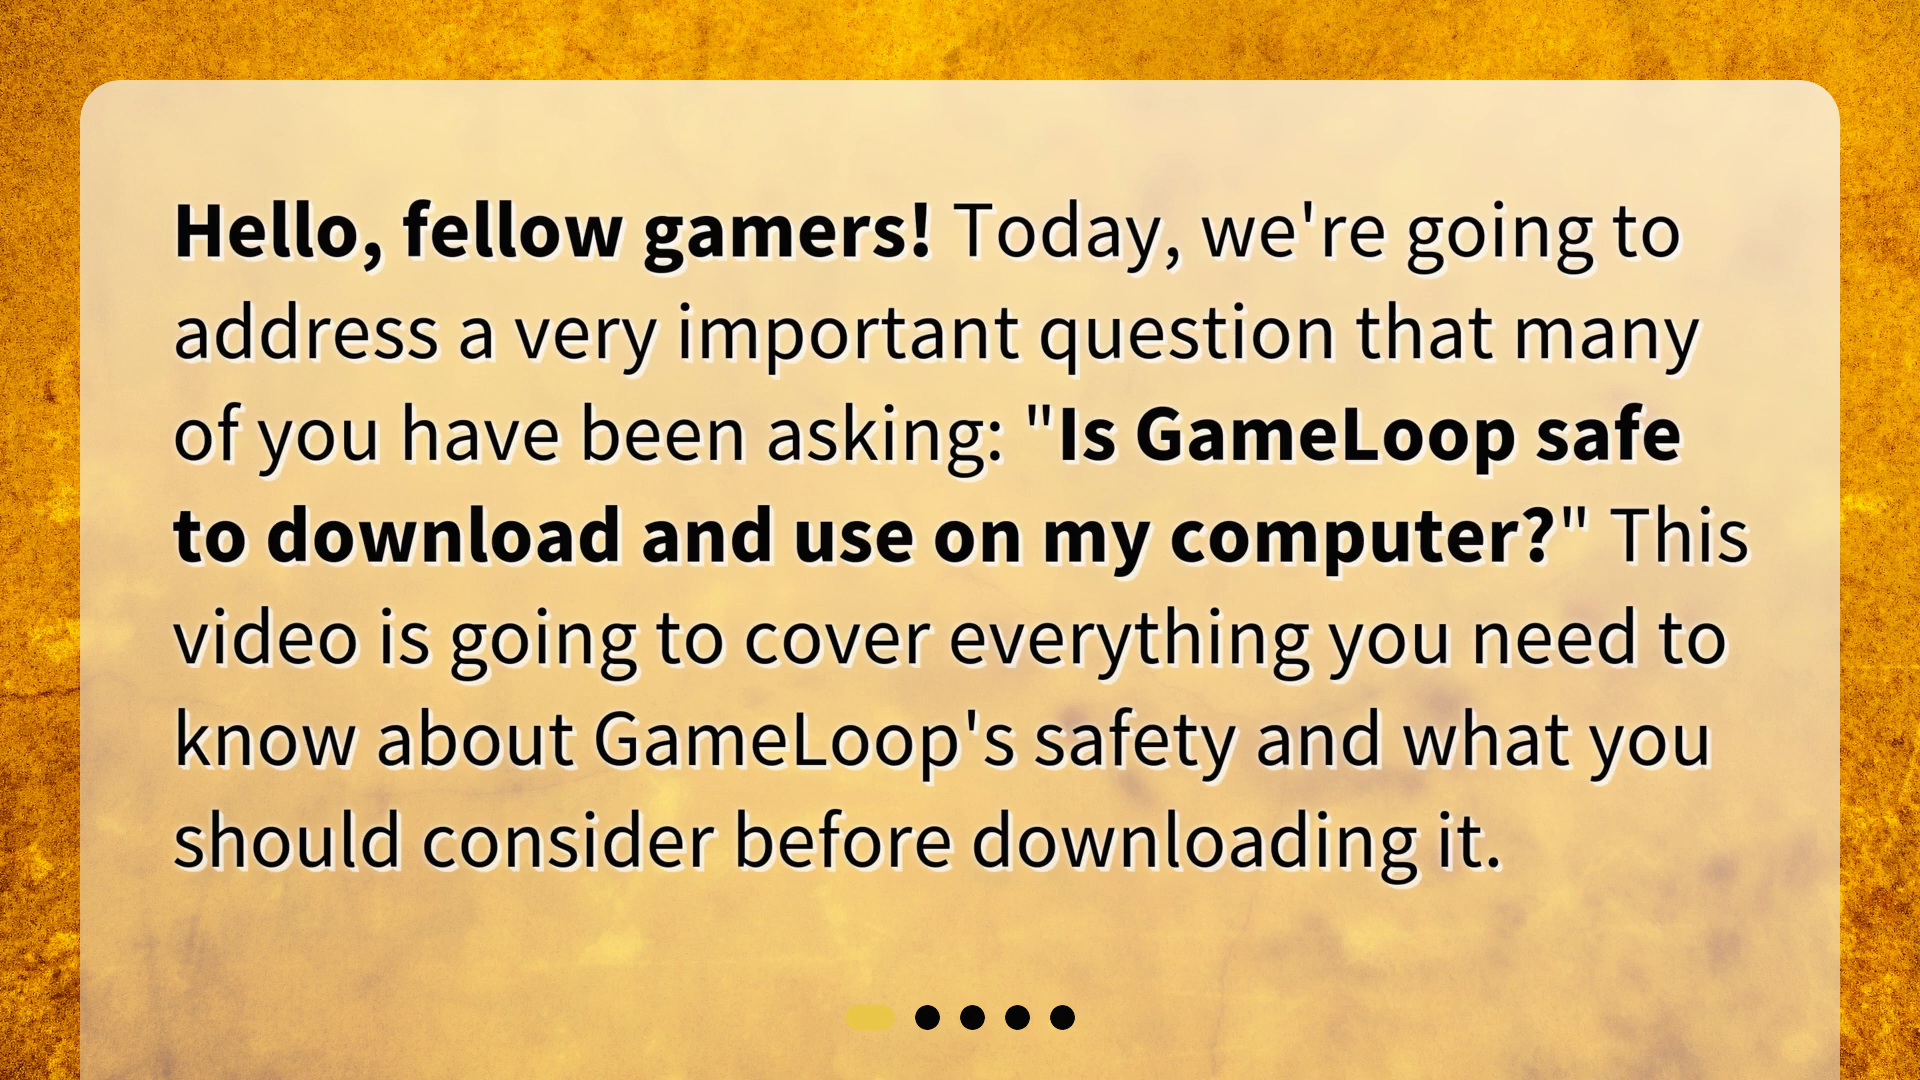 Hello, fellow gamers! Today, we're going to
address a very important question that many
of you have been asking: "Is GameLoop safe
to download and use on my computer?" This
video is going to cover everything you need to
know about GameLoop's safety and what you
should consider before downloading it.